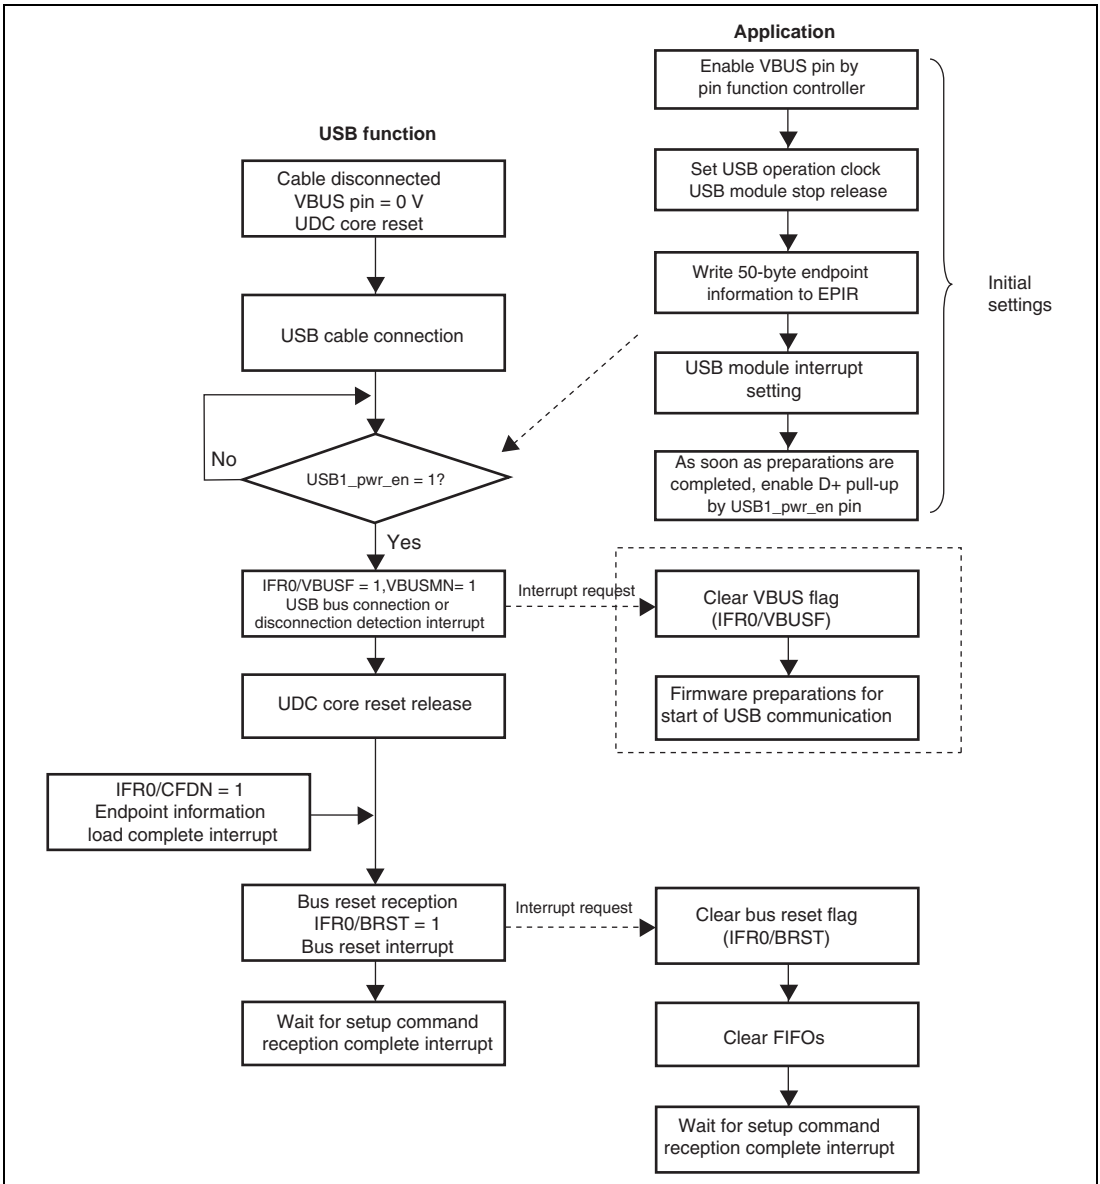 Application
Enable VBUS pin by
pin function controller
Set USB operation clock
USB module stop release
Write 50-byte endpoint
information to EPIR
USB module interrupt
setting
As soon as preparations are
completed, enable D+ pull-up
by USB1_pwr_en pin
Initial
settings
USB function
Cable disconnected
VBUS pin = 0 V
UDC core reset
USB cable connection
No
USB1_pwr_en = 1?
Yes
IFR0/VBUSF = 1,VBUSMN= 1
USB bus connection or
disconnection detection interrupt
Interrupt request
Clear VBUS flag
(IFR0/VBUSF)
Firmware preparations for
start of USB communication
UDC core reset release
IFR0/CFDN = 1
Endpoint information
load complete interrupt
Bus reset reception
IFR0/BRST = 1
Bus reset interrupt
Interrupt request
Clear bus reset flag
(IFR0/BRST)
Wait for setup command
reception complete interrupt
Clear FIFOs
Wait for setup command
reception complete interrupt